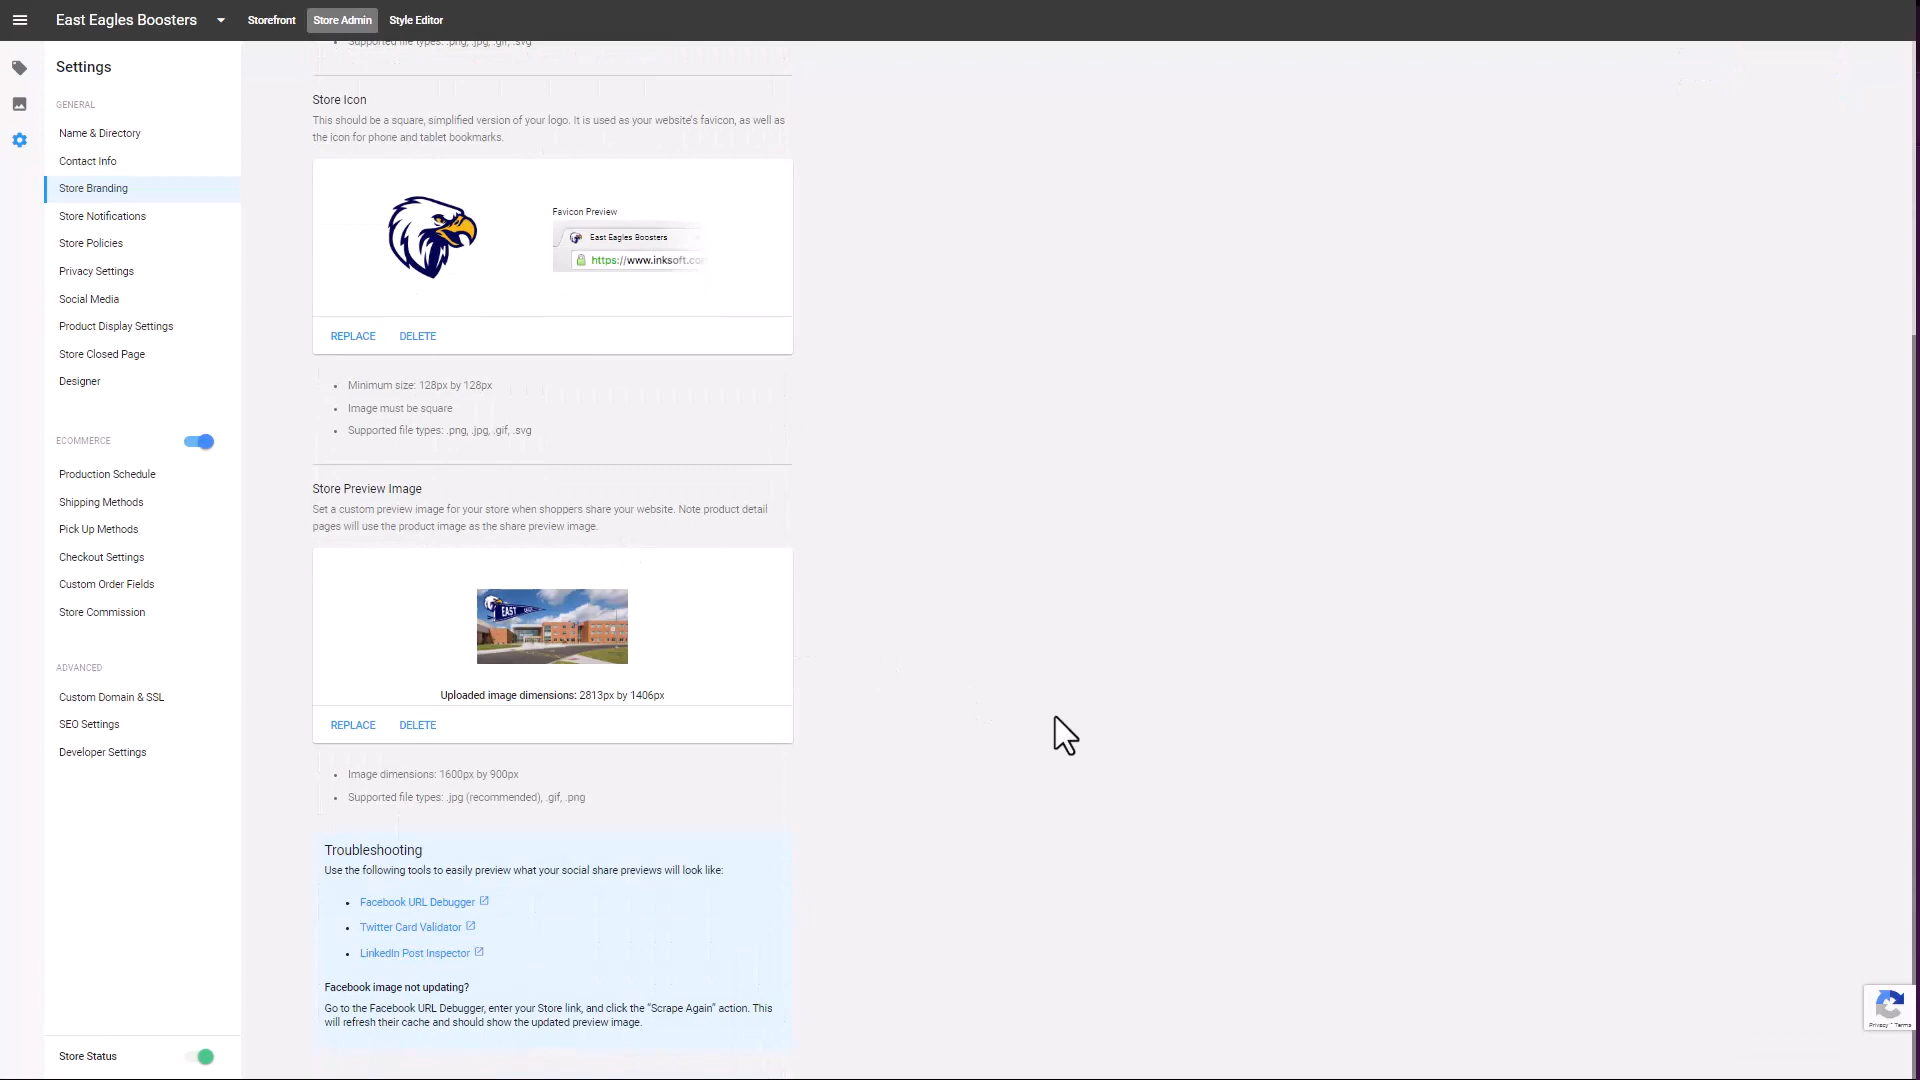 East Eagles Boosters
Storefront
Store Admin
Style Editor
Settings
GENERAL
Name & Directory
Contact Info
Store Branding
Store Notifications
Store Policies
Privacy Settings
Social Media
Product Display Settings
Store Closed Page
Designer
ECOMMERCE
Production Schedule
Shipping Methods
Pick Up Methods
Checkout Settings
Custom Order Fields
Store Commission
ADVANCED
Custom Domain & SSL
SEO Settings
Developer Settings
Store Status
Supported file types: .png, .jpg, .gif, .svg
Store Icon
This should be a square, simplified version of your logo. It is used as your website's favicon, as well as
the icon for phone and tablet bookmarks.
Favicon Preview
East Eagles Boosters
https://www.inksoft.com
REPLACE
DELETE
Minimum size: 128px by 128px
Image must be square
Supported file types: .png, .jpg, .gif, .svg
Store Preview Image
Set a custom preview image for your store when shoppers share your website. Note product detail
pages will use the product image as the share preview image.
EAST
Uploaded image dimensions: 2813px by 1406px
REPLACE
DELETE
Image dimensions: 1600px by 900px
Supported file types: .jpg (recommended), .gif, .png
Troubleshooting
Use the following tools to easily preview what your social share previews will look like:
Facebook URL Debugger
Twitter Card Validator
LinkedIn Post Inspector
Facebook image not updating?
Go to the Facebook URL Debugger, enter your Store link, and click the “Scrape Again” action. This
will refresh their cache and should show the updated preview image.
Privacy - Terms